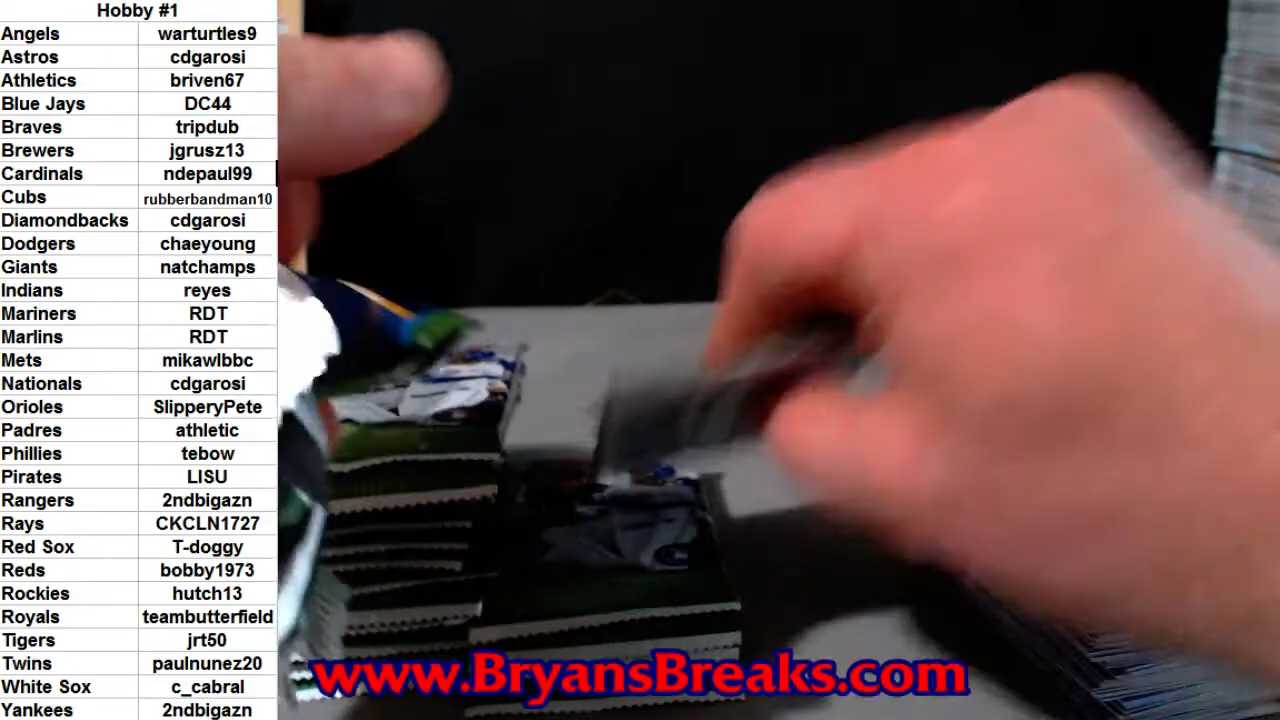 Hobby #1
Angels warturtles9
Astros cdgarosi
Athletics briven67
Blue Jays DC44
Braves tripdub
Brewers jgrusz13
Cardinals ndepaul99
Cubs rubberbandman10
Diamondbacks cdgarosi
Dodgers chaeyoung
Giants natchamps
Indians reyes
Mariners RDT
Marlins RDT
Mets mikawlbbc
Nationals cdgarosi
Orioles SlipperyPete
Padres athletic
Phillies tebow
Pirates LISU
Rangers 2ndbigazn
Rays CKCLN1727
Red Sox T-doggy
Reds bobby1973
Rockies hutch13
Royals teambutterfield
Tigers jrt50
Twins paulnunez20
White Sox c_cabral
Yankees 2ndbigazn
www.BryansBreaks.com